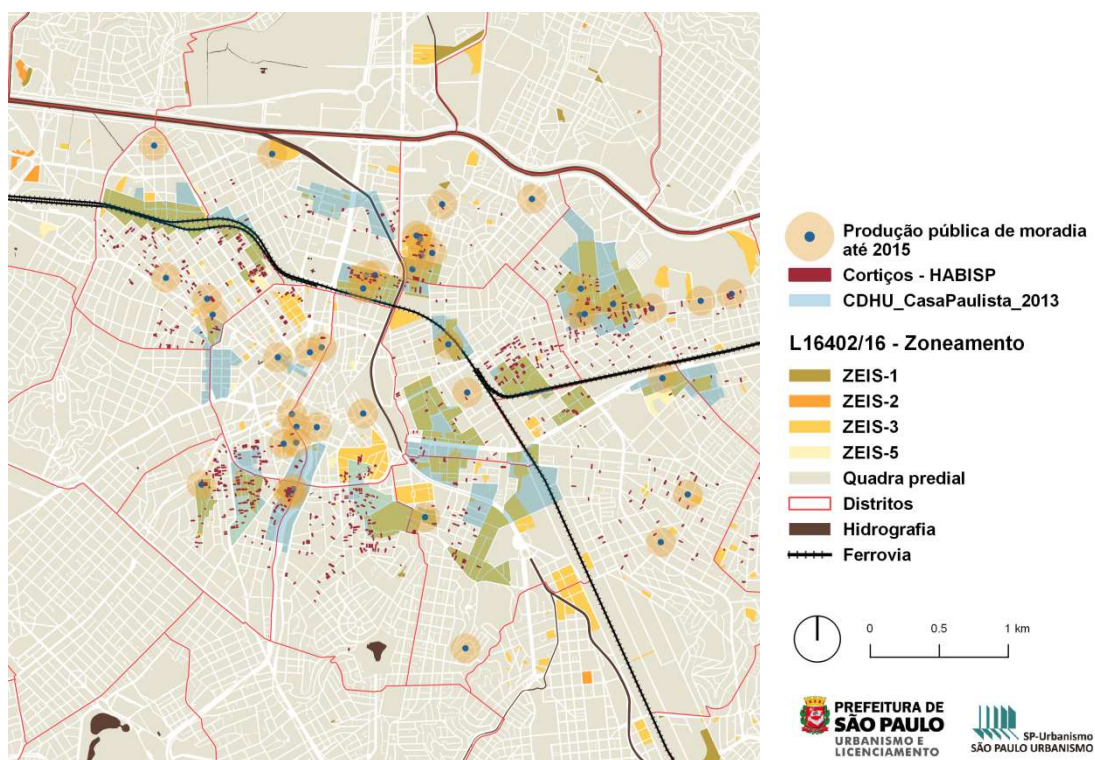 Produção pública de moradia
até 2015
Cortiços - HABISP
CDHU_CasaPaulista_2013
L16402/16 - Zoneamento
ZEIS-1
ZEIS-2
ZEIS-3
ZEIS-5
Quadra predial
Distritos
Hidrografia
Ferrovia
0 0.5 1 km
PREFEITURA DE
SÃO PAULO
URBANISMO E
LICENCIAMENTO
SP-Urbanismo
SÃO PAULO URBANISMO